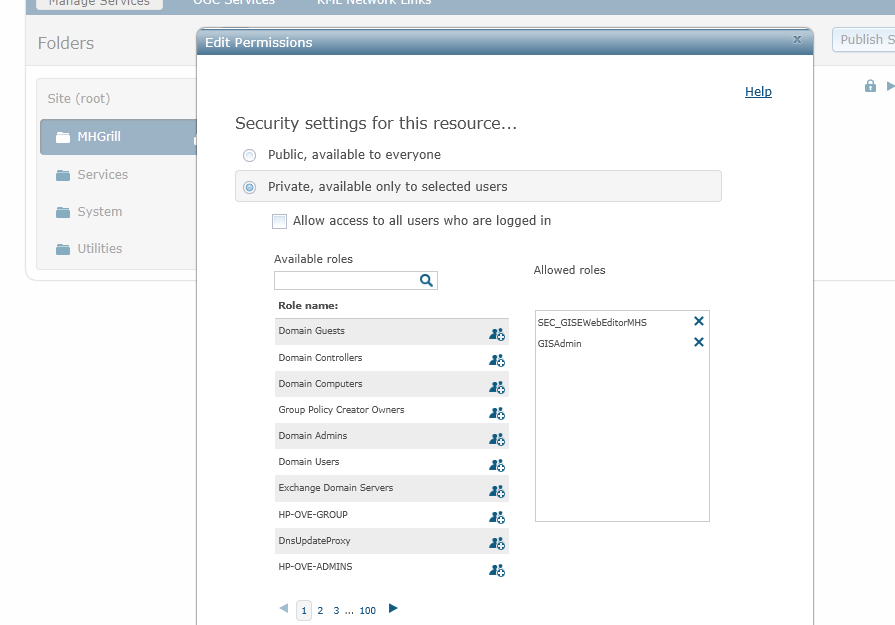 Manage Services OGC Services KML Network Links
Folders
Edit Permissions
x
Publish S
Site (root)
Help
MHGrill
Security settings for this resource...
Public, available to everyone
Services
Private, available only to selected users
System
Allow access to all users who are logged in
Utilities
Available roles
Allowed roles
Role name:
Domain Guests
Domain Controllers
Domain Computers
Group Policy Creator Owners
Domain Admins
Domain Users
Exchange Domain Servers
HP-OVE-GROUP
DnsUpdateProxy
HP-OVE-ADMINS
SEC_GISEWebEditorMHS
GISAdmin
1 2 3 ... 100